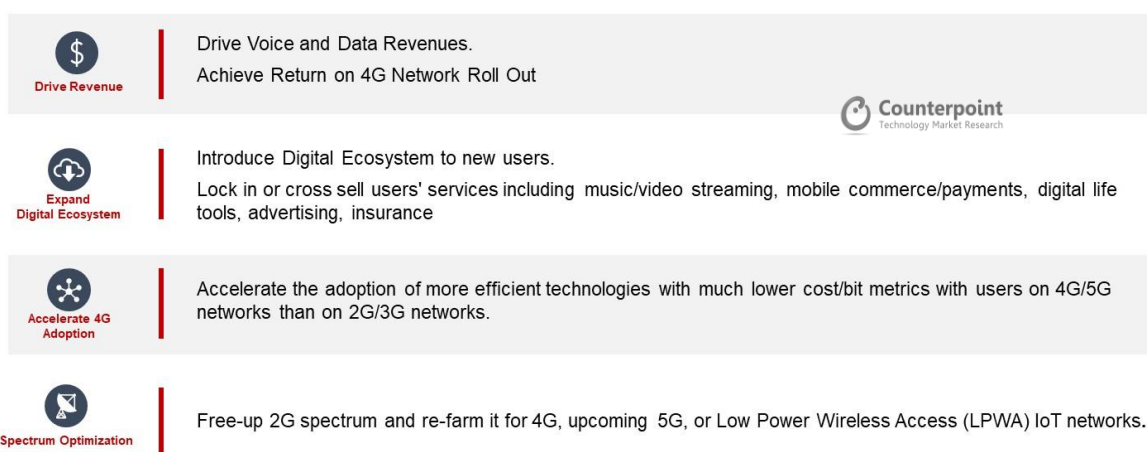 $
Drive Revenue
Drive Voice and Data Revenues.
Achieve Return on 4G Network Roll Out
Counterpoint
Technology Market Research
Expand
Digital Ecosystem
Introduce Digital Ecosystem to new users.
Lock in or cross sell users' services including music/video streaming, mobile commerce/payments, digital life
tools, advertising, insurance
Accelerate 4G
Adoption
Accelerate the adoption of more efficient technologies with much lower cost/bit metrics with users on 4G/5G
networks than on 2G/3G networks.
Spectrum Optimization
Free-up 2G spectrum and re-farm it for 4G, upcoming 5G, or Low Power Wireless Access (LPWA) IoT networks.